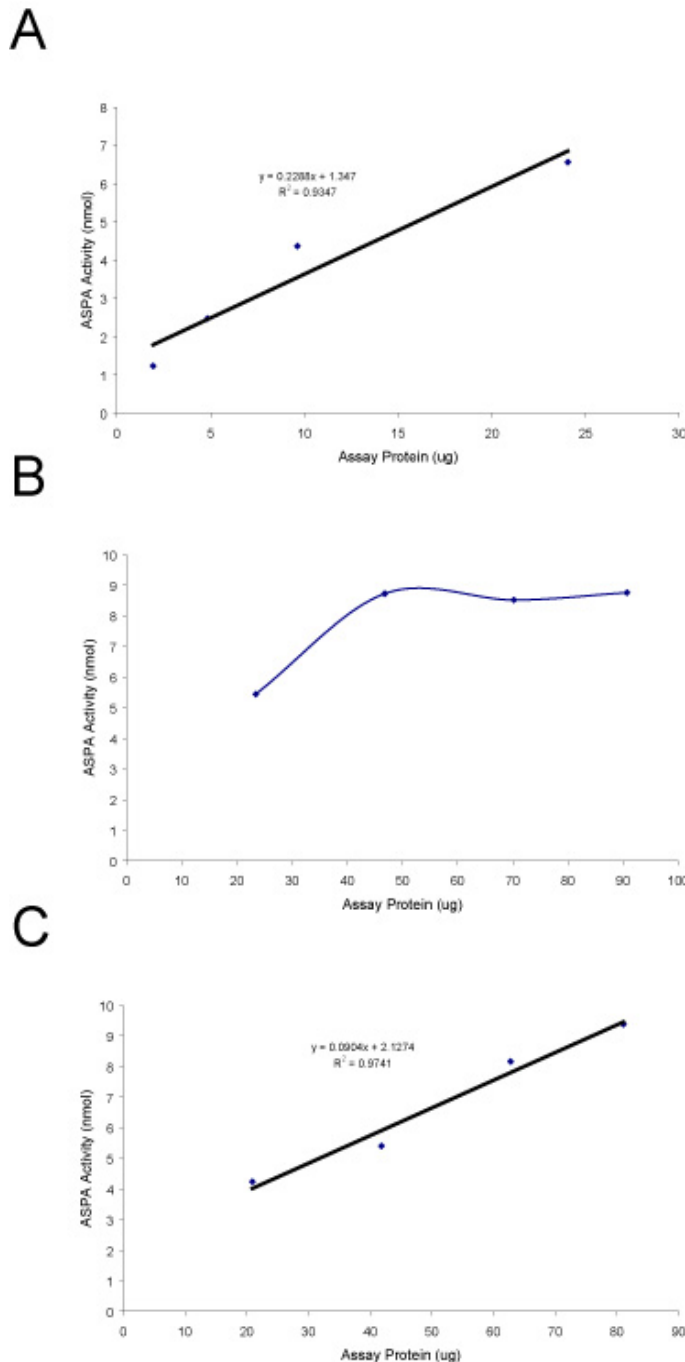 A
8
7
6
5
4
3
2
1
0
ASPA Activity (nmol)
y = 0.2288x + 1.347
R² = 0.9347
0 5 10 15 20 25 30
Assay Protein (ug)
B
10
9
8
7
6
5
4
3
2
1
0
ASPA Activity (nmol)
0 10 20 30 40 50 60 70 80 90 100
Assay Protein (ug)
C
10
9
8
7
6
5
4
3
2
1
0
ASPA Activity (nmol)
y = 0.0904x + 2.1274
R² = 0.9741
0 10 20 30 40 50 60 70 80 90
Assay Protein (ug)